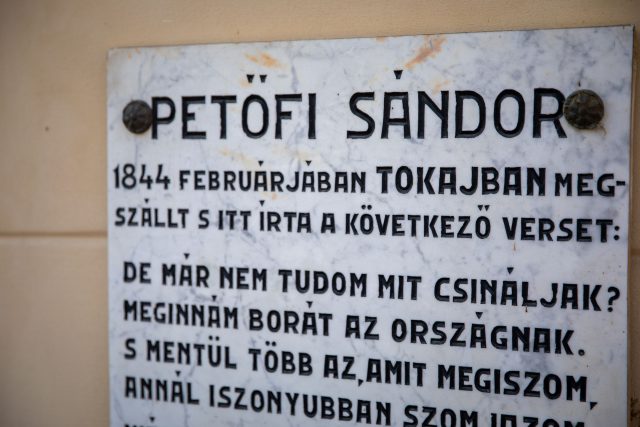 PETŐFI SÁNDOR
1844 FEBRUÁRJÁBAN TOKAJBAN MEG-
SZÁLLT S ITT ÍRTA A KÖVETKEZŐ VERSET:
DE MÁR NEM TUDOM MIT CSINÁLJAK?
MEGINNÁM BORÁT AZ ORSZÁGNAK.
S MENTÜL TÖBB AZ, AMIT MEGISZOM,
ANNÁL ISZONYUBBAN SZOMJAZOM